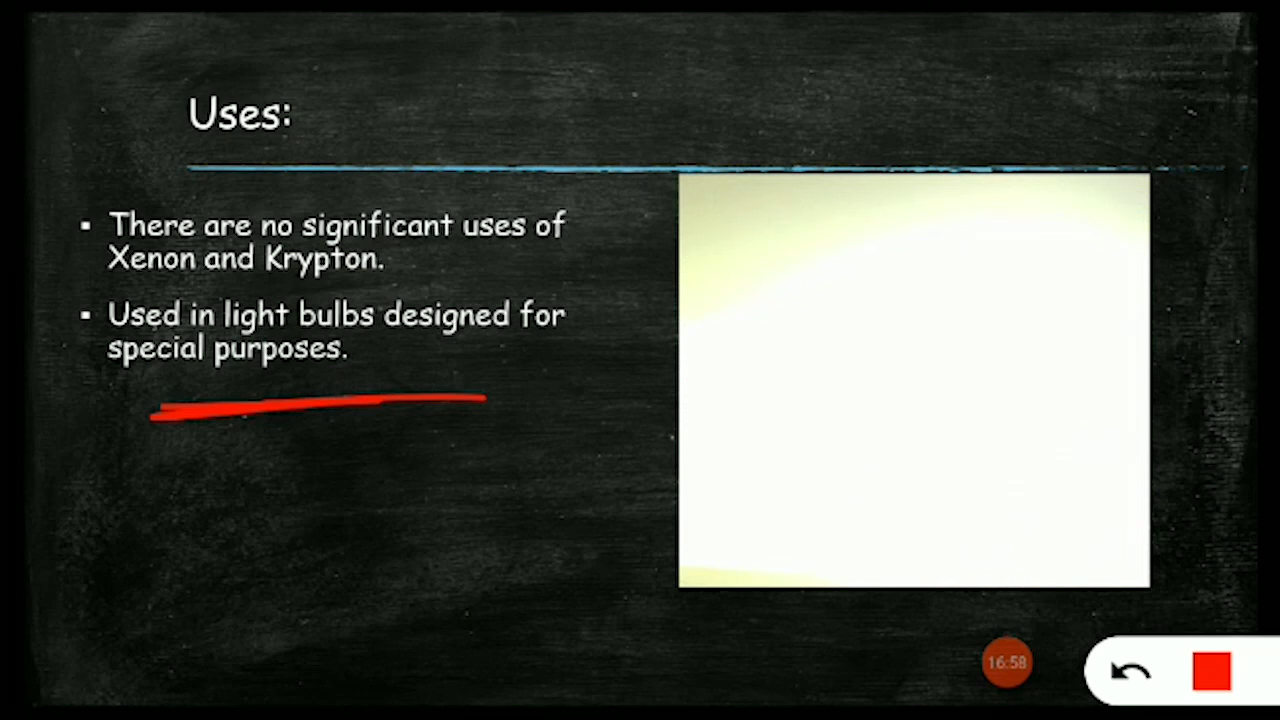 Uses:
▪ There are no significant uses of
Xenon and Krypton.
▪ Used in light bulbs designed for
special purposes.
16:58